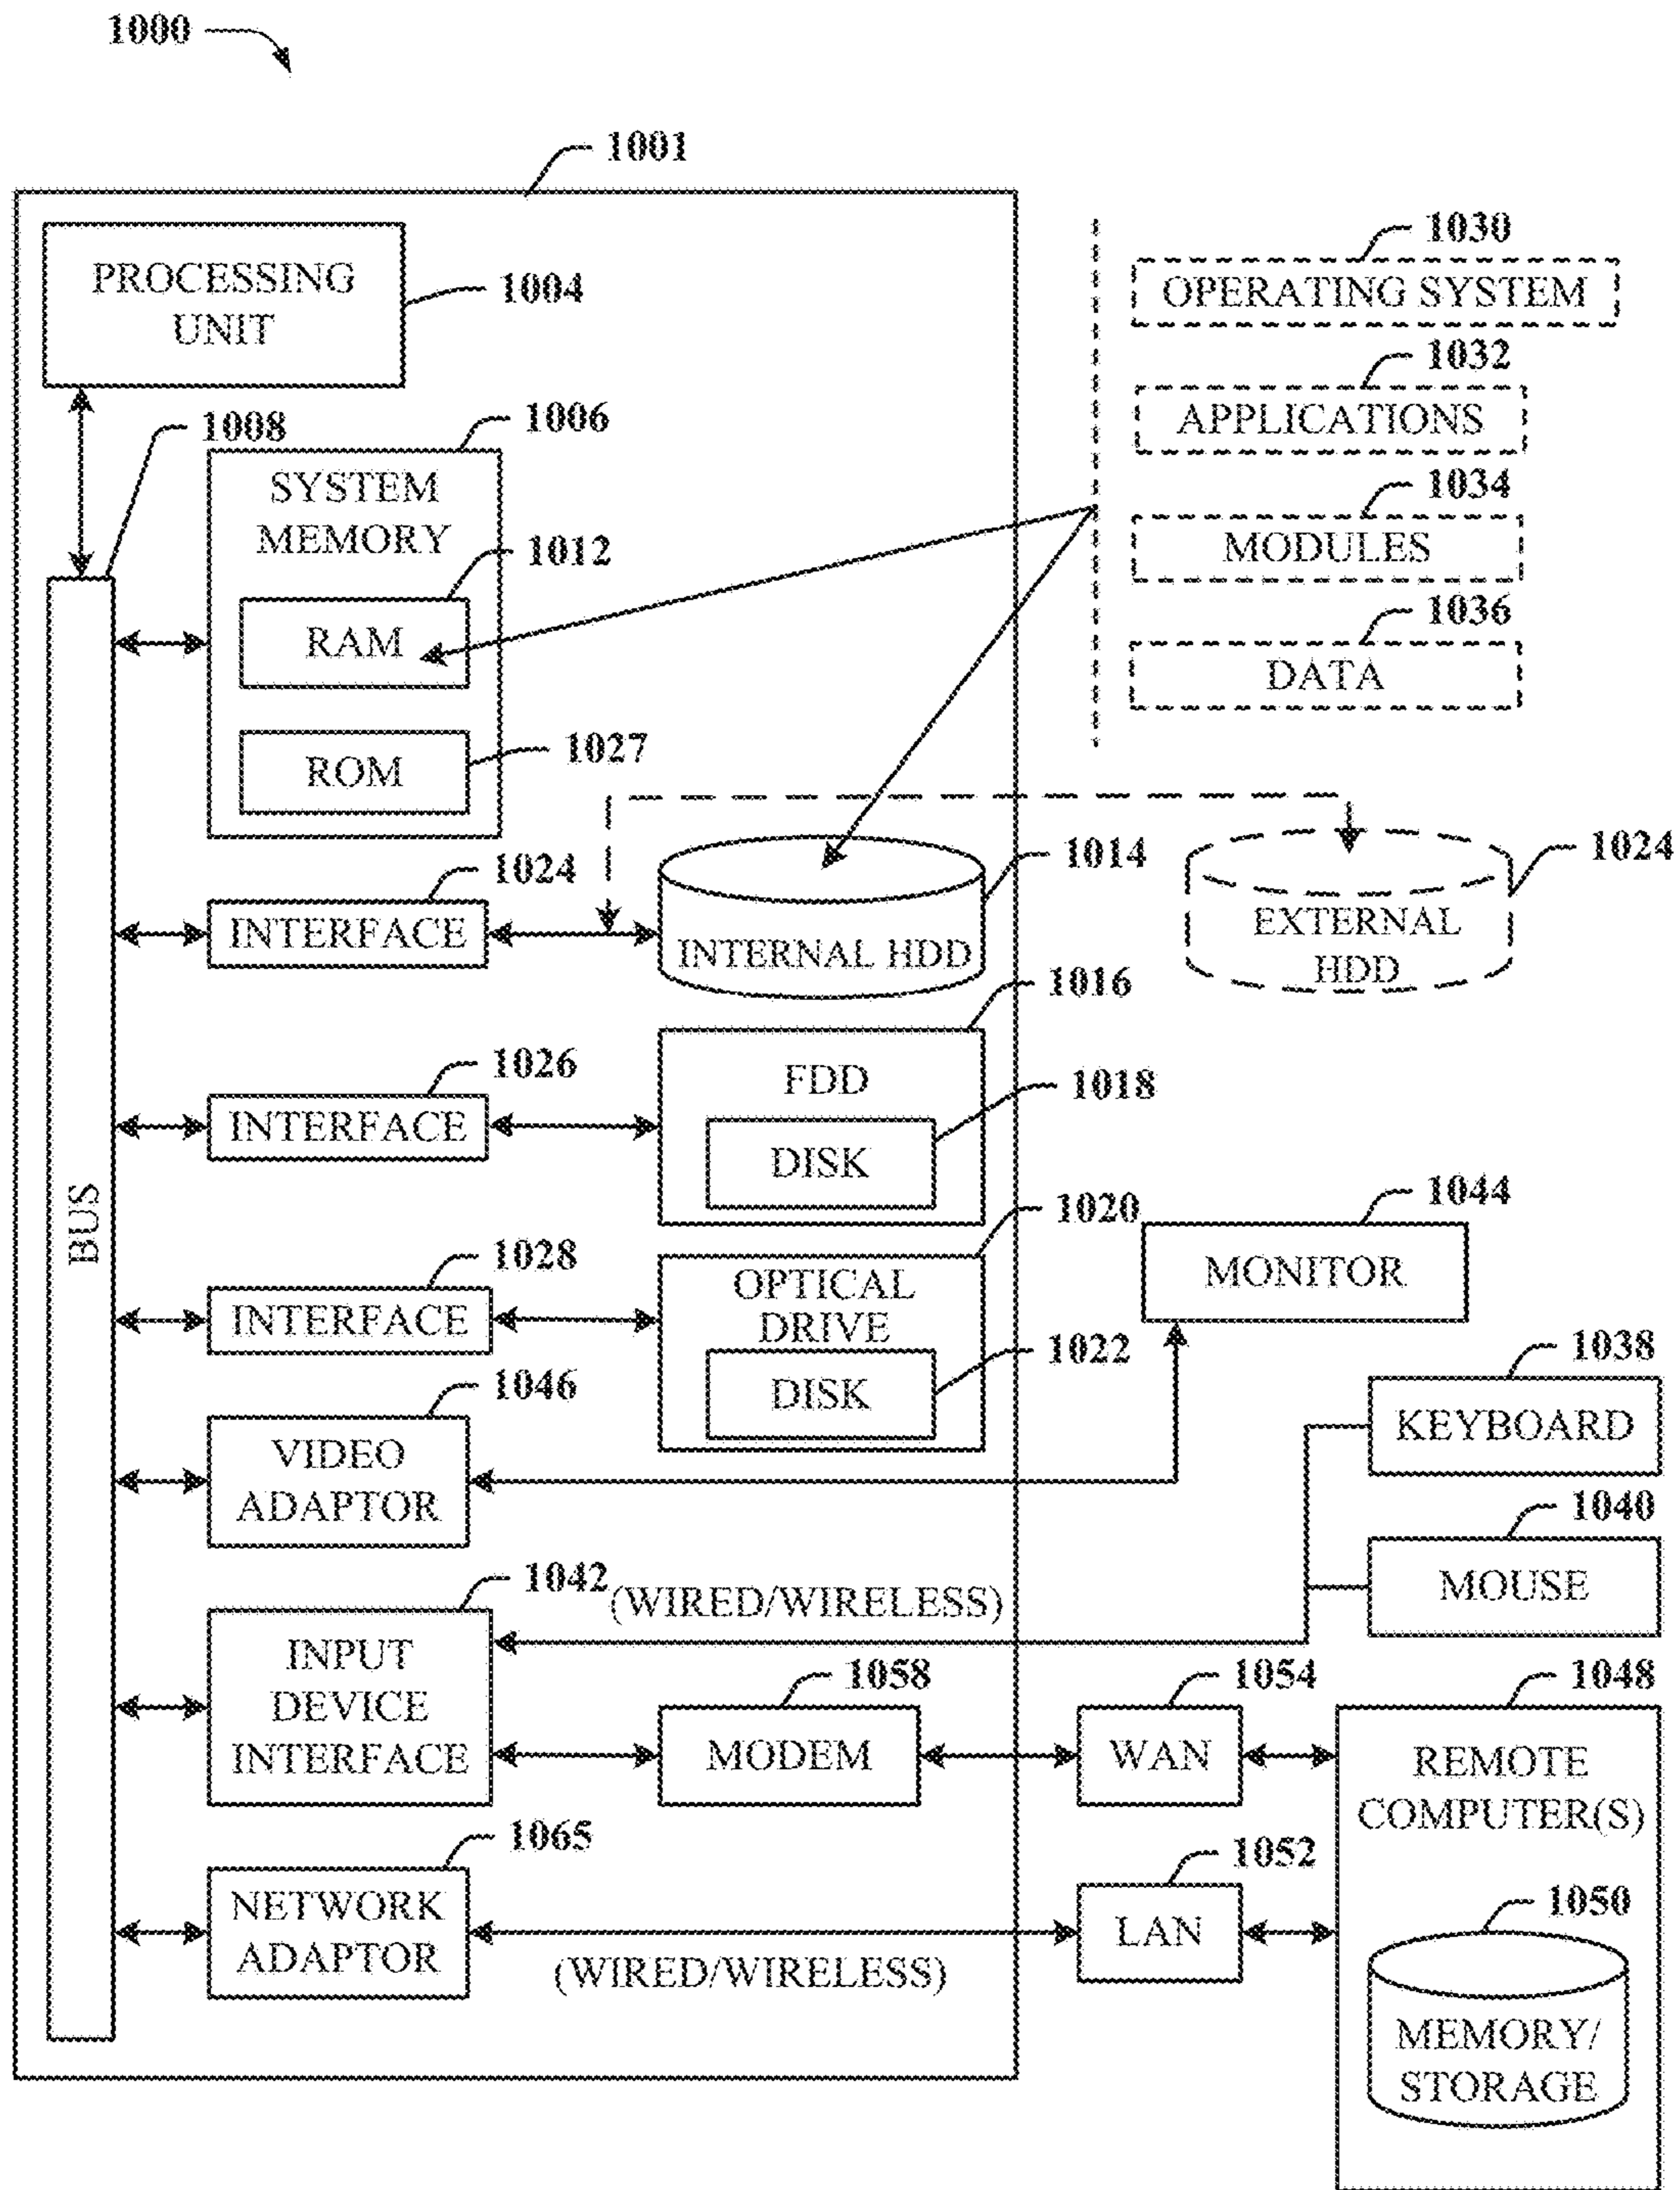 1000
1001
PROCESSING
UNIT
1004
1030
OPERATING SYSTEM
1032
APPLICATIONS
1034
MODULES
1036
DATA
1008
1006
SYSTEM
MEMORY
1012
RAM
1027
ROM
BUS
1024
INTERFACE
1014
INTERNAL HDD
1024
EXTERNAL
HDD
1026
INTERFACE
1016
FDD
1018
DISK
1028
INTERFACE
1020
OPTICAL
DRIVE
1022
DISK
1044
MONITOR
1046
VIDEO
ADAPTOR
1038
KEYBOARD
1040
MOUSE
1042
(WIRED/WIRELESS)
INPUT
DEVICE
INTERFACE
1058
MODEM
1054
WAN
1048
REMOTE
COMPUTER(S)
1065
NETWORK
ADAPTOR
(WIRED/WIRELESS)
1052
LAN
1050
MEMORY/
STORAGE